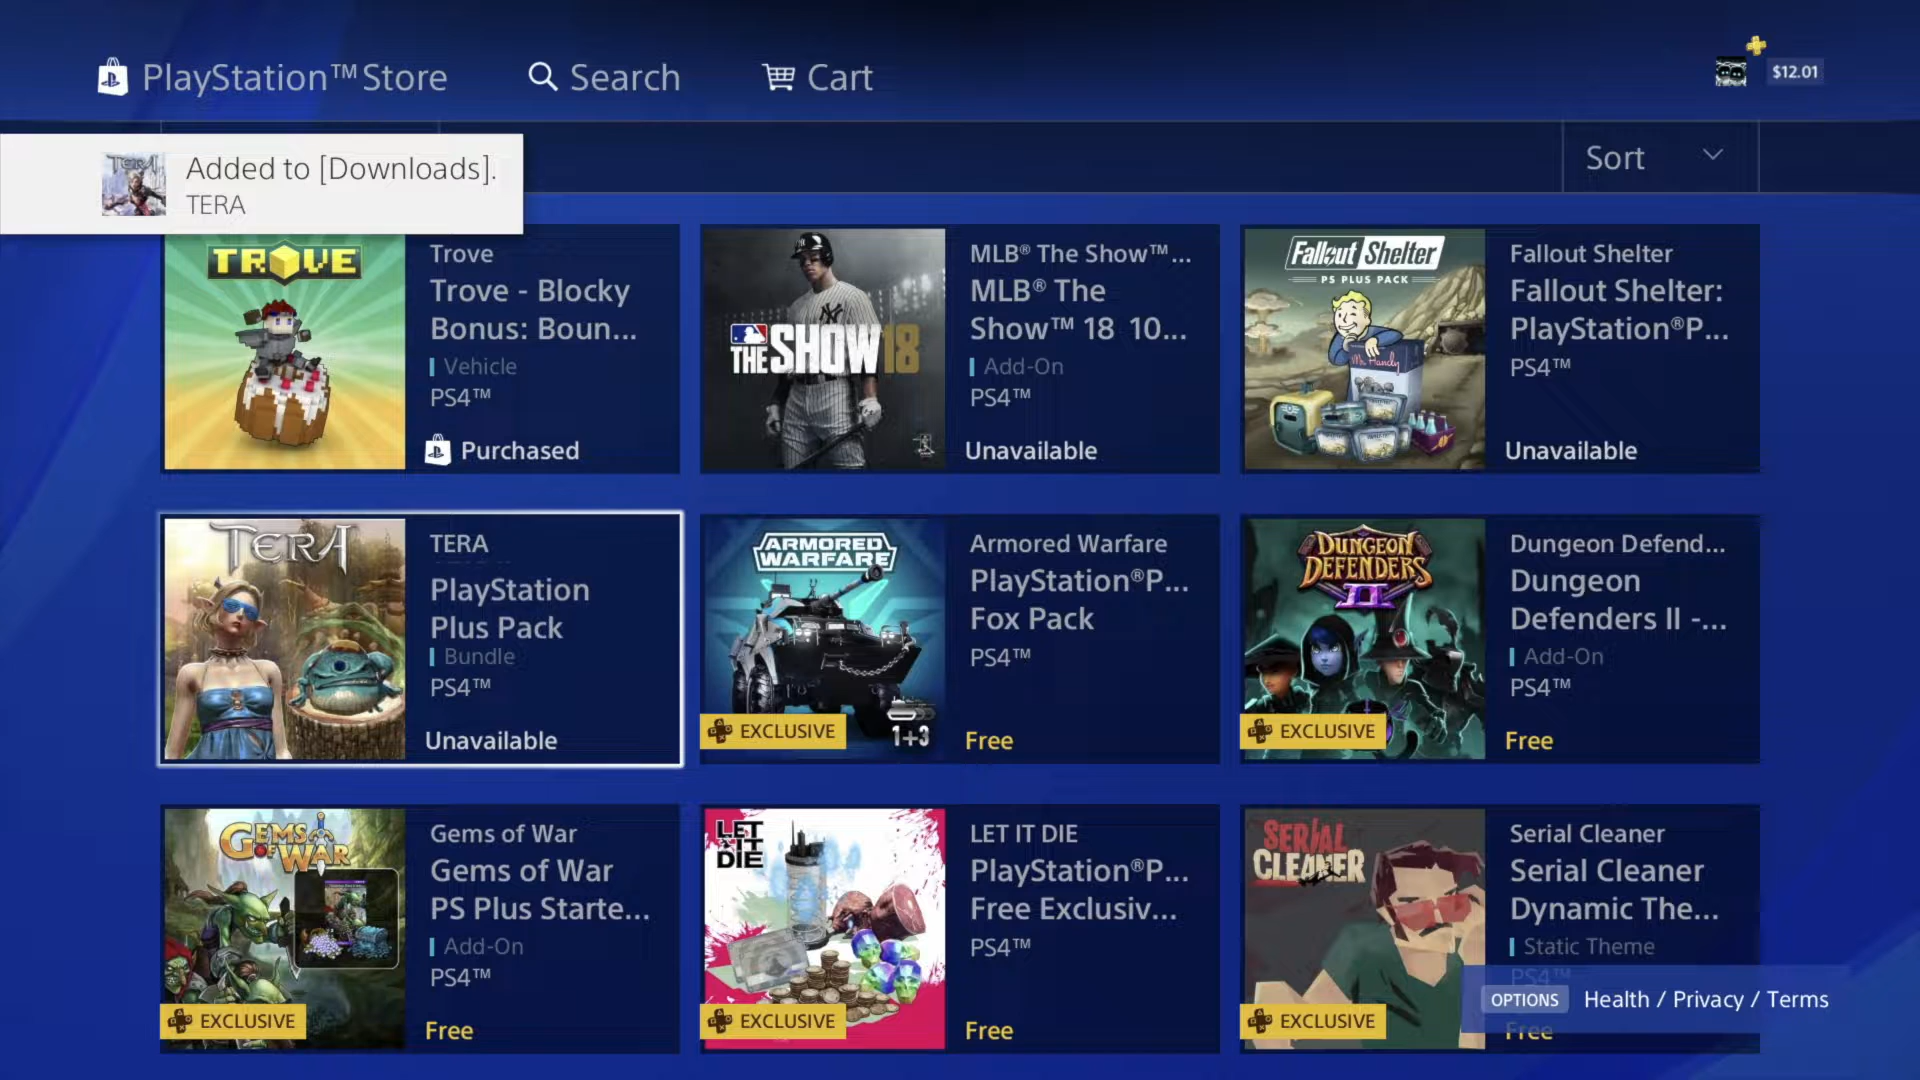 PlayStation™Store
Search
Cart
$12.01
Added to [Downloads].
TERA
Sort
TROVE
Trove
Trove - Blocky
Bonus: Boun...
Vehicle
PS4™
Purchased
THE SHOW 18
MLB® The Show™...
MLB® The
Show™ 18 10...
Add-On
PS4™
Unavailable
Fallout Shelter
PS PLUS PACK
Mr. Handy
Fallout Shelter
Fallout Shelter:
PlayStation®P...
PS4™
Unavailable
TERA
TERA
PlayStation
Plus Pack
Bundle
PS4™
Unavailable
ARMORED
WARFARE
1+3
EXCLUSIVE
Armored Warfare
PlayStation®P...
Fox Pack
PS4™
Free
DUNGEON
DEFENDERS
II
EXCLUSIVE
Dungeon Defend...
Dungeon
Defenders II -...
Add-On
PS4™
Free
GEMS
OF WAR
EXCLUSIVE
Gems of War
Gems of War
PS Plus Starte...
Add-On
PS4™
Free
LET
IT
DIE
EXCLUSIVE
LET IT DIE
PlayStation®P...
Free Exclusiv...
PS4™
Free
SERIAL
CLEANER
EXCLUSIVE
Serial Cleaner
Serial Cleaner
Dynamic The...
Static Theme
PS4™
Free
OPTIONS Health / Privacy / Terms